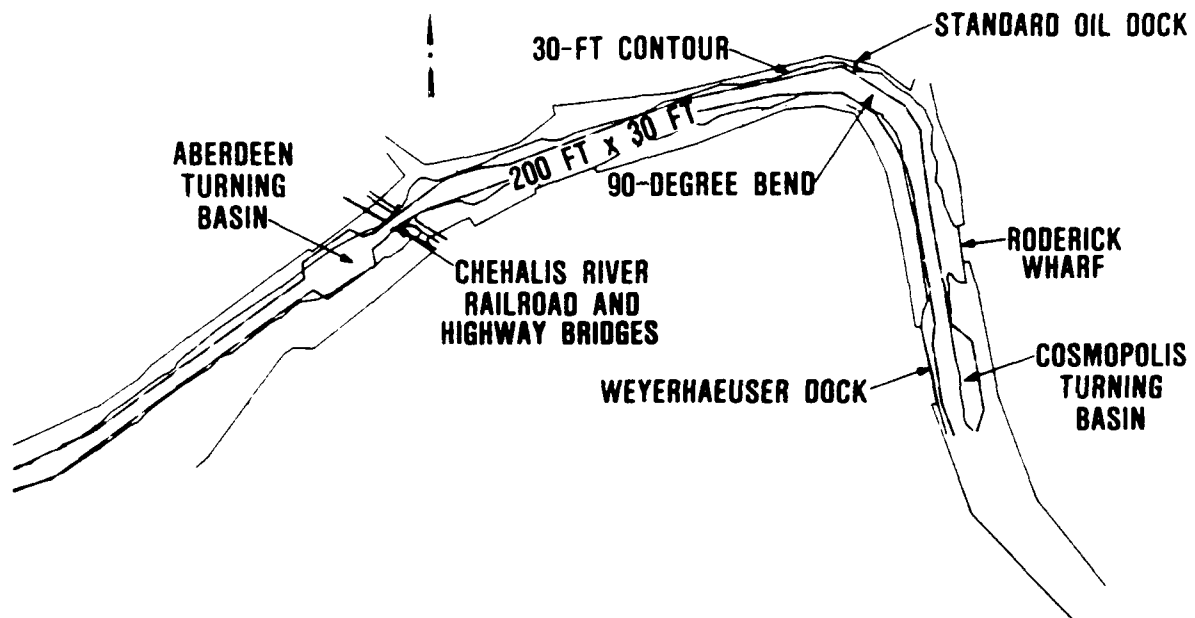 STANDARD OIL DOCK
30-FT CONTOUR
200 FT x 30 FT
ABERDEEN
TURNING
BASIN
90-DEGREE BEND
RODERICK
WHARF
CHEHALIS RIVER
RAILROAD AND
HIGHWAY BRIDGES
WEYERHAEUSER DOCK
COSMOPOLIS
TURNING
BASIN